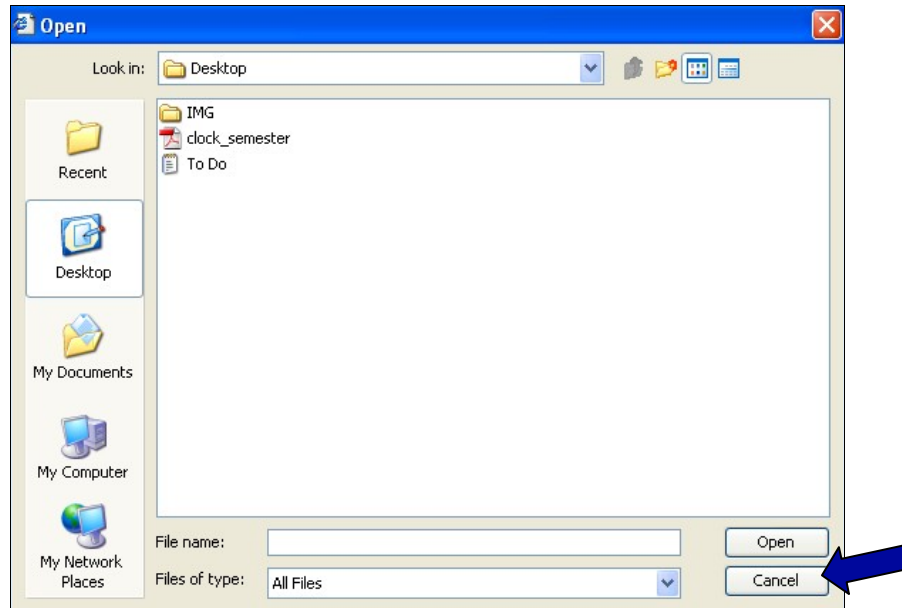 Open
Look in: Desktop
IMG
clock_semester
To Do
Recent
Desktop
My Documents
My Computer
My Network
Places
File name:
Open
Files of type: All Files
Cancel